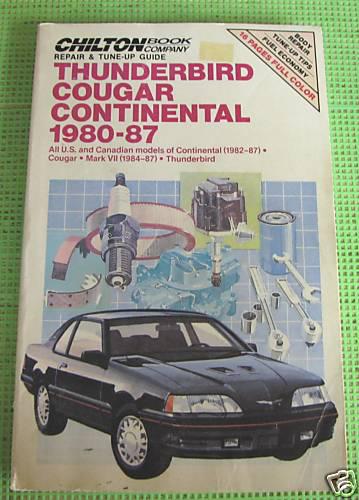 CHILTON BOOK COMPANY
REPAIR & TUNE-UP GUIDE
THUNDERBIRD
COUGAR
CONTINENTAL
1980-87
All U.S. and Canadian models of Continental (1982–87) •
Cougar • Mark VII (1984–87) • Thunderbird
BODY
REPAIR
TUNE-UP TIPS
FUEL ECONOMY
16 PAGES FULL COLOR